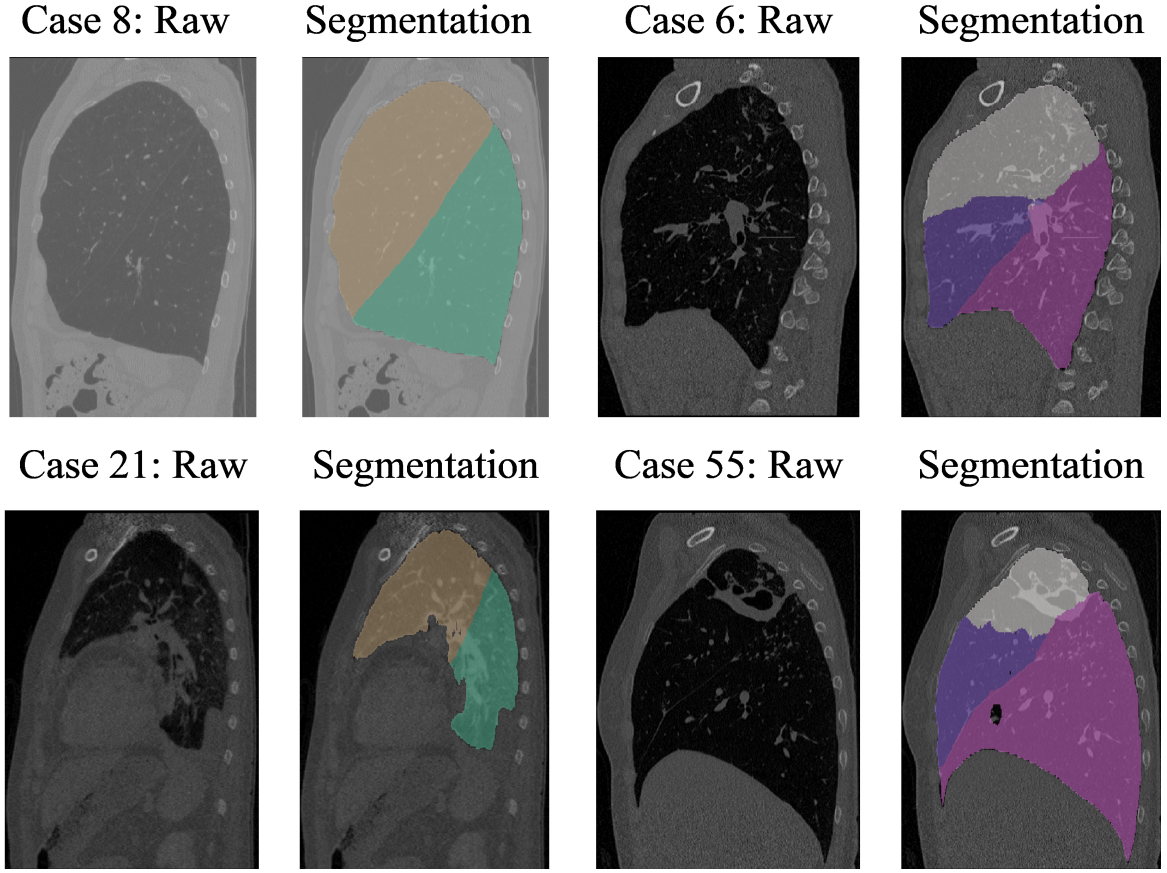 Case 8: Raw
Segmentation
Case 6: Raw
Segmentation
Case 21: Raw
Segmentation
Case 55: Raw
Segmentation